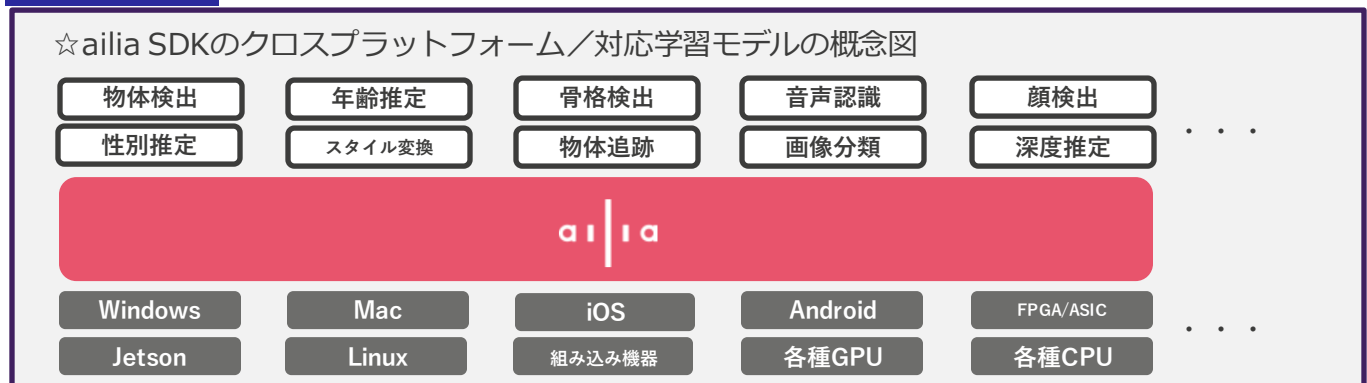 ☆ailia SDKのクロスプラットフォーム／対応学習モデルの概念図
物体検出 年齢推定 骨格検出 音声認識 顔検出
性別推定 スタイル変換 物体追跡 画像分類 深度推定
・・・
ailia
Windows Mac iOS Android FPGA/ASIC
Jetson Linux 組み込み機器 各種GPU 各種CPU
・・・